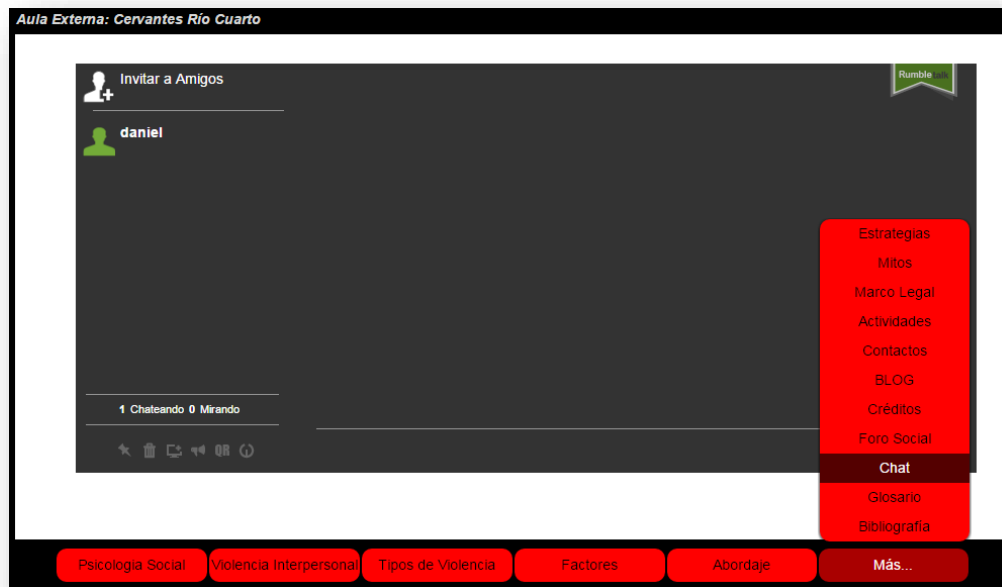 Aula Externa: Cervantes Río Cuarto
Invitar a Amigos
Rumbletalk
daniel
Estrategias
Mitos
Marco Legal
Actividades
Contactos
BLOG
Créditos
Foro Social
Chat
Glosario
Bibliografía
1 Chateando 0 Mirando
QR
Psicología Social
Violencia Interpersonal
Tipos de Violencia
Factores
Abordaje
Más...